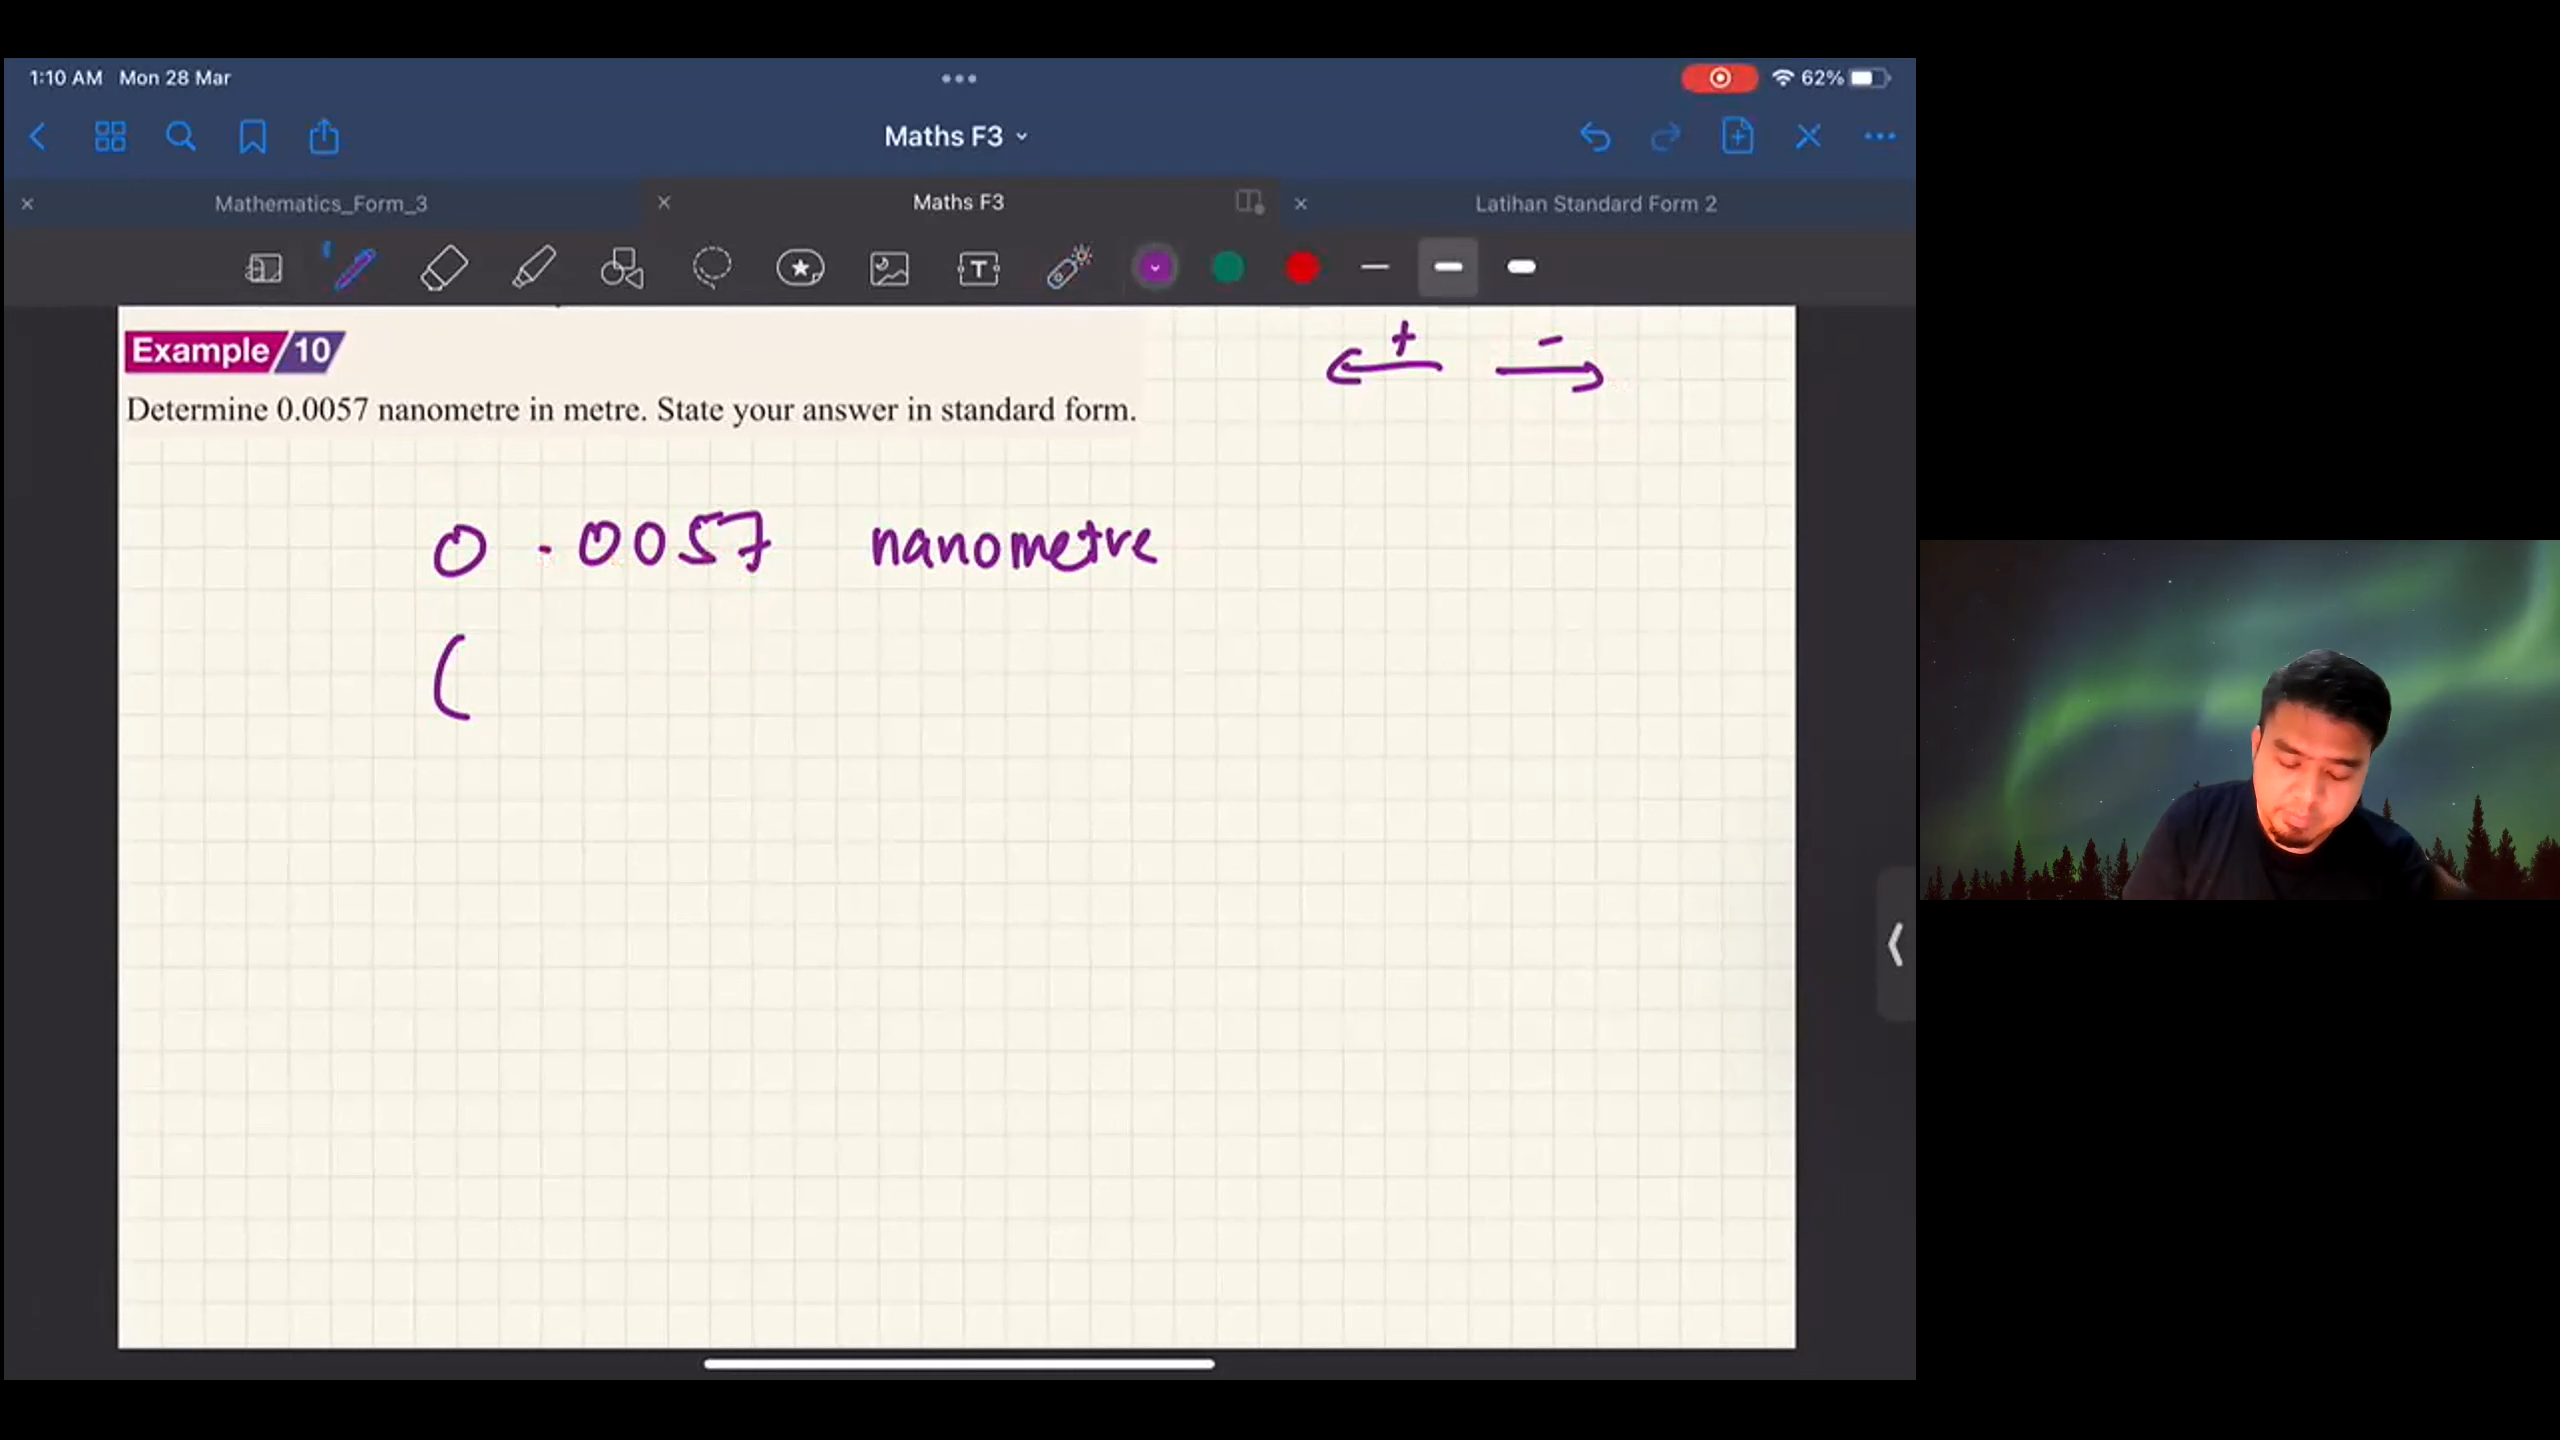 1:10 AM Mon 28 Mar
62%
Maths F3
Mathematics_Form_3
Maths F3
Latihan Standard Form 2
T
Example 10
+ -
Determine 0.0057 nanometre in metre. State your answer in standard form.
0.0057 nanometre
(